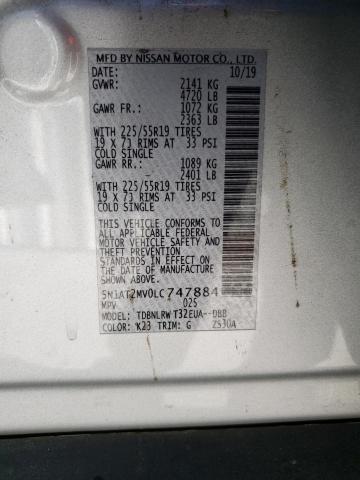 MFD BY NISSAN MOTOR CO., LTD.
DATE: 10/19
GVWR: 2141 KG
4720 LB
GAWR FR.: 1072 KG
2363 LB
WITH 225/55R19 TIRES
19 X 7J RIMS AT 33 PSI
COLD SINGLE
GAWR RR.: 1089 KG
2401 LB
WITH 225/55R19 TIRES
19 X 7J RIMS AT 33 PSI
COLD SINGLE
THIS VEHICLE CONFORMS TO
ALL APPLICABLE U.S. FEDERAL
MOTOR VEHICLE SAFETY AND
THEFT PREVENTION
STANDARDS IN EFFECT ON
THE DATE OF MANUFACTURE
SHOWN ABOVE.
5N1AT2MV0LC747884
MPV 025
MODEL: TDBNLRW T32EUA--DBB
COLOR: K23 TRIM: G ZS30A